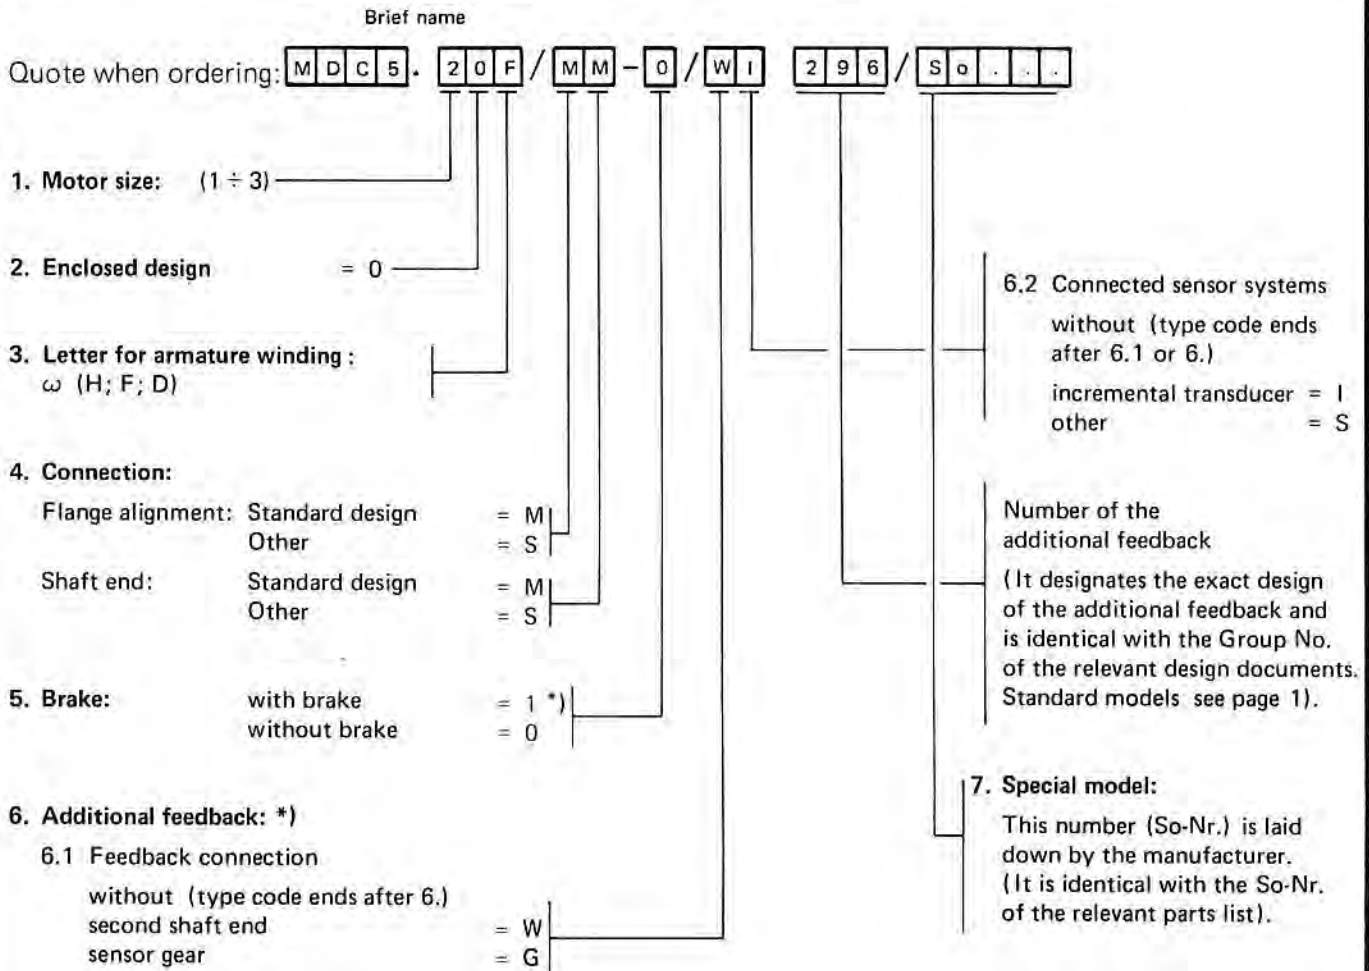 Brief name
Quote when ordering: MDC5. 20F / MM - 0 / WI 296 / So...
1. Motor size: (1 ÷ 3)
2. Enclosed design = 0
3. Letter for armature winding :
ω (H; F; D)
4. Connection:
Flange alignment: Standard design = M
Other = S
Shaft end: Standard design = M
Other = S
5. Brake: with brake = 1 *)
without brake = 0
6. Additional feedback: *)
6.1 Feedback connection
without (type code ends after 6.)
second shaft end = W
sensor gear = G
6.2 Connected sensor systems
without (type code ends
after 6.1 or 6.)
incremental transducer = I
other = S
Number of the
additional feedback
(It designates the exact design
of the additional feedback and
is identical with the Group No.
of the relevant design documents.
Standard models see page 1).
7. Special model:
This number (So-Nr.) is laid
down by the manufacturer.
(It is identical with the So-Nr.
of the relevant parts list).